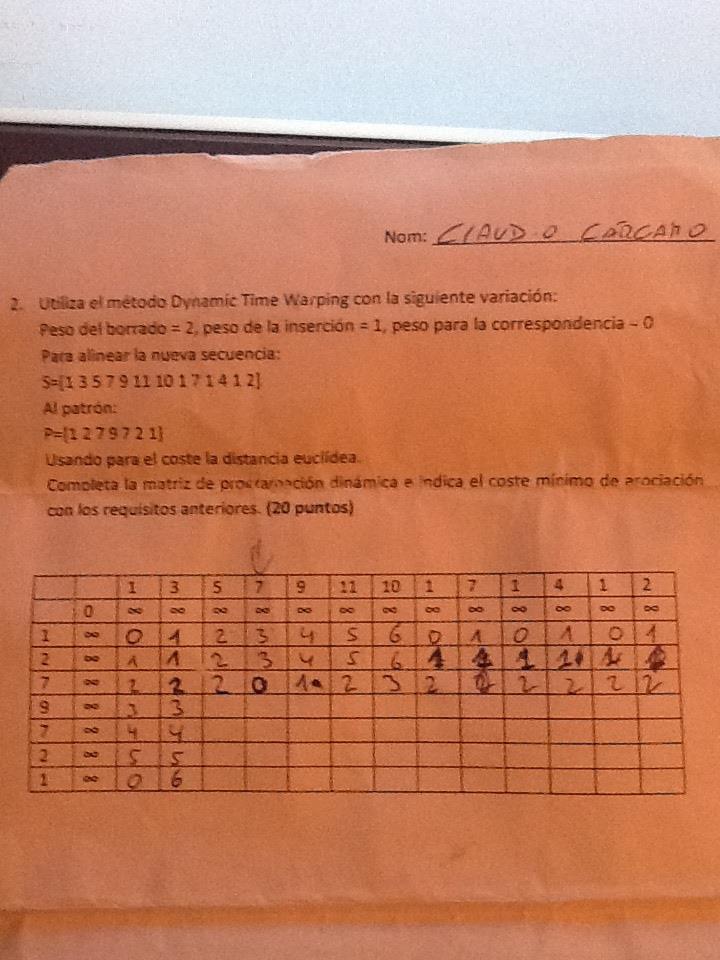 Nom: CLAUDIO CÁRCAMO
2. Utiliza el método Dynamic Time Warping con la siguiente variación:
Peso del borrado = 2, peso de la inserción = 1, peso para la correspondencia – 0
Para alinear la nueva secuencia:
S=[1 3 5 7 9 11 10 1 7 1 4 1 2]
Al patrón:
P=[1 2 7 9 7 2 1]
Usando para el coste la distancia euclídea.
Completa la matriz de programación dinámica e indica el coste mínimo de asociación
con los requisitos anteriores. (20 puntos)
1 3 5 7 9 11 10 1 7 1 4 1 2
0 ∞ ∞ ∞ ∞ ∞ ∞ ∞ ∞ ∞ ∞ ∞ ∞ ∞
1 ∞ 0 1 2 3 4 5 6 0 1 0 1 0 1
2 ∞ 1 1 2 3 4 5 6 1 1 1 1 1 1
7 ∞ 2 2 2 0 1 2 3 2 2 2 2 2
9 ∞ 3 3
7 ∞ 4 4
2 ∞ 5 5
1 ∞ 0 6